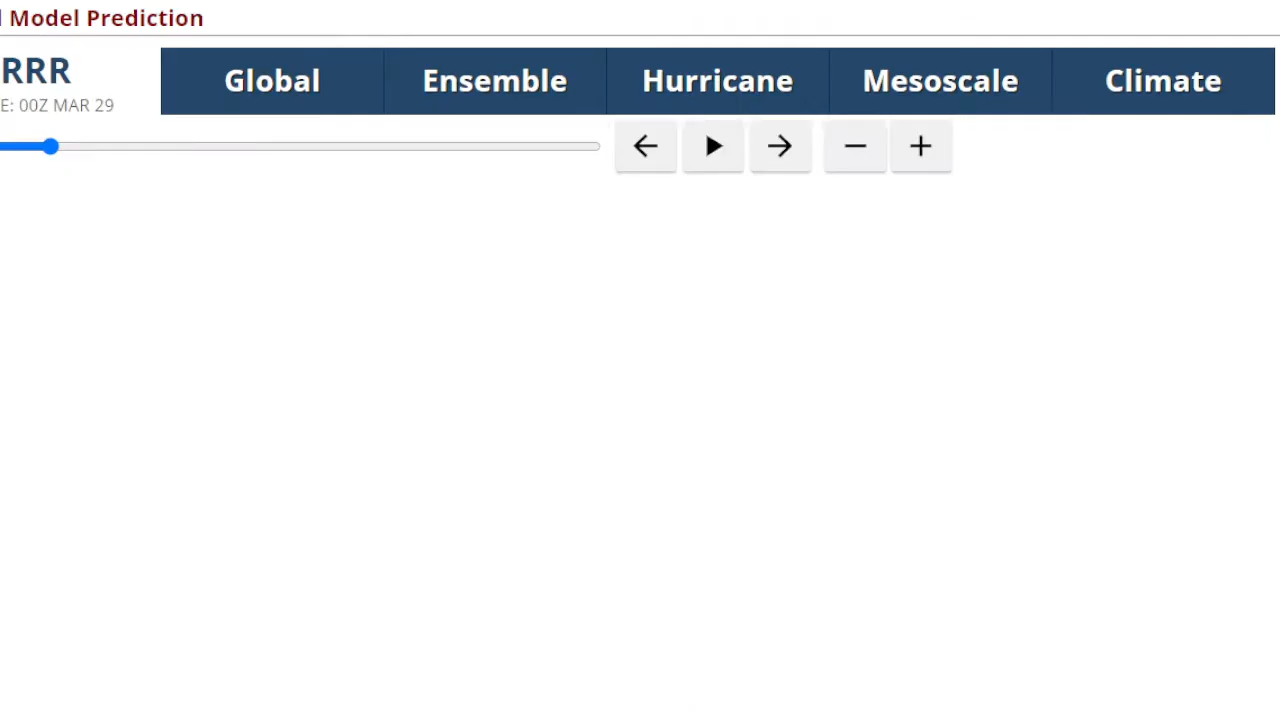 l Model Prediction
RRR
E: 00Z MAR 29
Global Ensemble Hurricane Mesoscale Climate